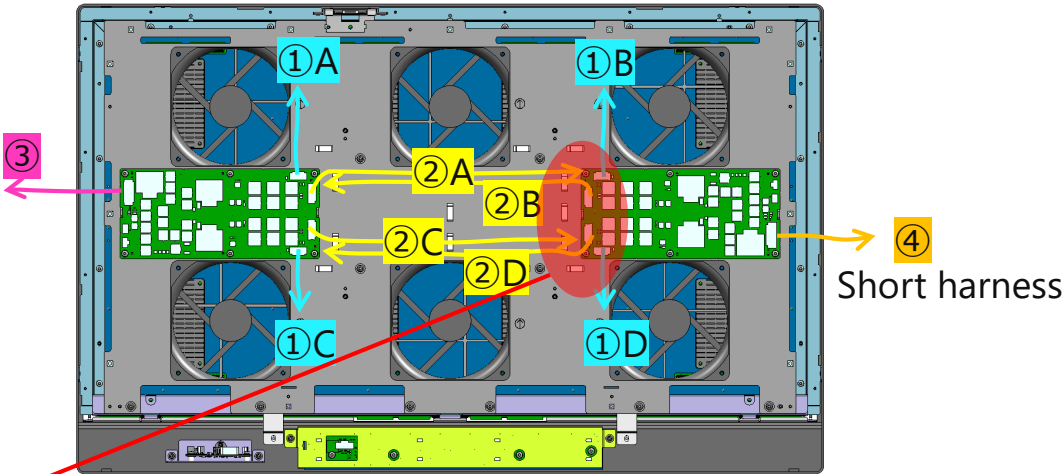 ①A
①B
③
②A
②B
②C
④
②D
Short harness
①C
①D